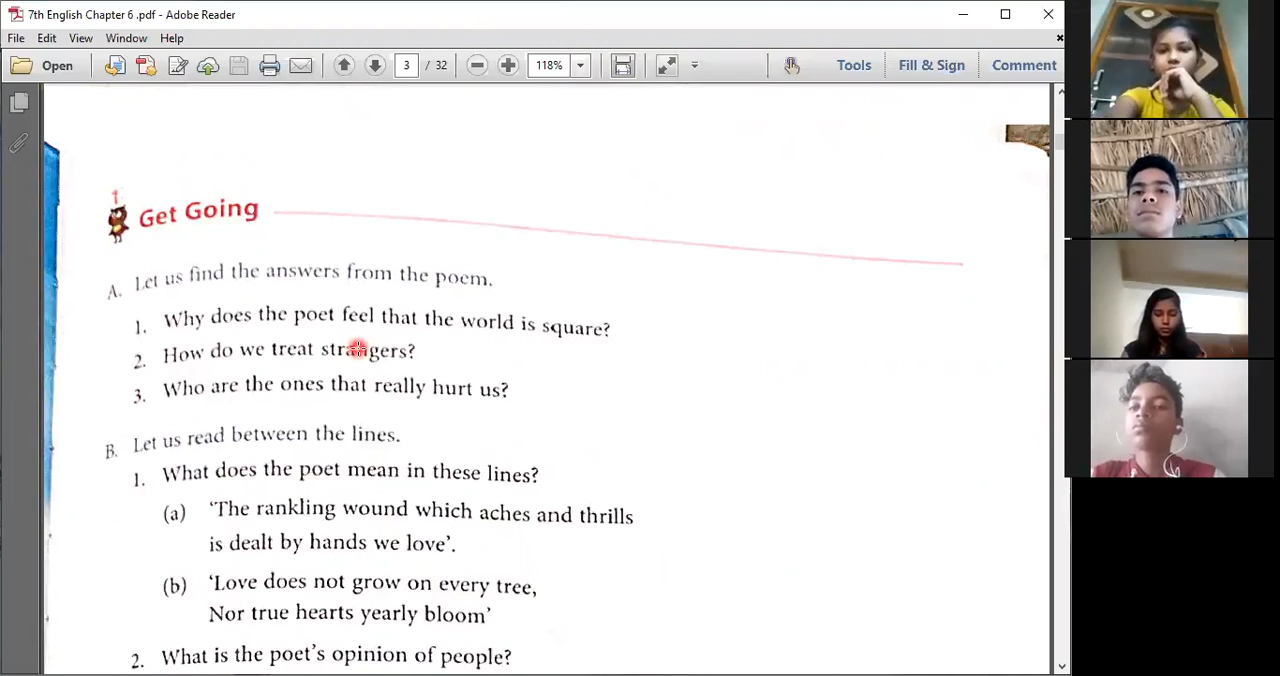 7th English Chapter 6 .pdf - Adobe Reader
File Edit View Window Help
Open 3 / 32 118% Tools Fill & Sign Comment
Get Going
A. Let us find the answers from the poem.
1. Why does the poet feel that the world is square?
2. How do we treat strangers?
3. Who are the ones that really hurt us?
B. Let us read between the lines.
1. What does the poet mean in these lines?
(a) ‘The rankling wound which aches and thrills
is dealt by hands we love’.
(b) ‘Love does not grow on every tree,
Nor true hearts yearly bloom’
2. What is the poet’s opinion of people?